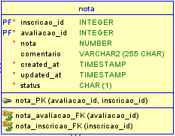 nota
PF* inscricao_id INTEGER
PF* avaliacao_id INTEGER
* nota NUMBER
comentario VARCHAR2 (255 CHAR)
* created_at TIMESTAMP
* updated_at TIMESTAMP
* status CHAR (1)
nota_PK (avaliacao_id, inscricao_id)
nota_avaliacao_FK (avaliacao_id)
nota_inscricao_FK (inscricao_id)